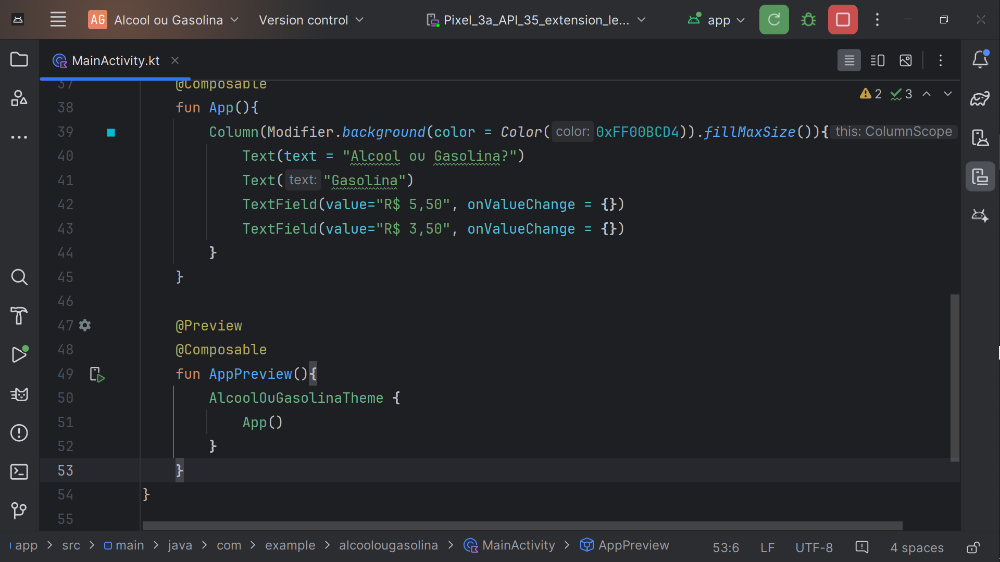 AG Alcool ou Gasolina Version control Pixel_3a_API_35_extension_le... app
MainActivity.kt
37 @Composable
2 3
38 fun App(){
39 Column(Modifier.background(color = Color( color: 0xFF00BCD4)).fillMaxSize()){ this: ColumnScope
40 Text(text = "Alcool ou Gasolina?")
41 Text( text: "Gasolina")
42 TextField(value="R$ 5,50", onValueChange = {})
43 TextField(value="R$ 3,50", onValueChange = {})
44 }
45 }
46
47 @Preview
48 @Composable
49 fun AppPreview(){
50 AlcoolOuGasolinaTheme {
51 App()
52 }
53 }
54 }
55
app > src > main > java > com > example > alcoolougasolina > MainActivity > AppPreview 53:6 LF UTF-8 4 spaces